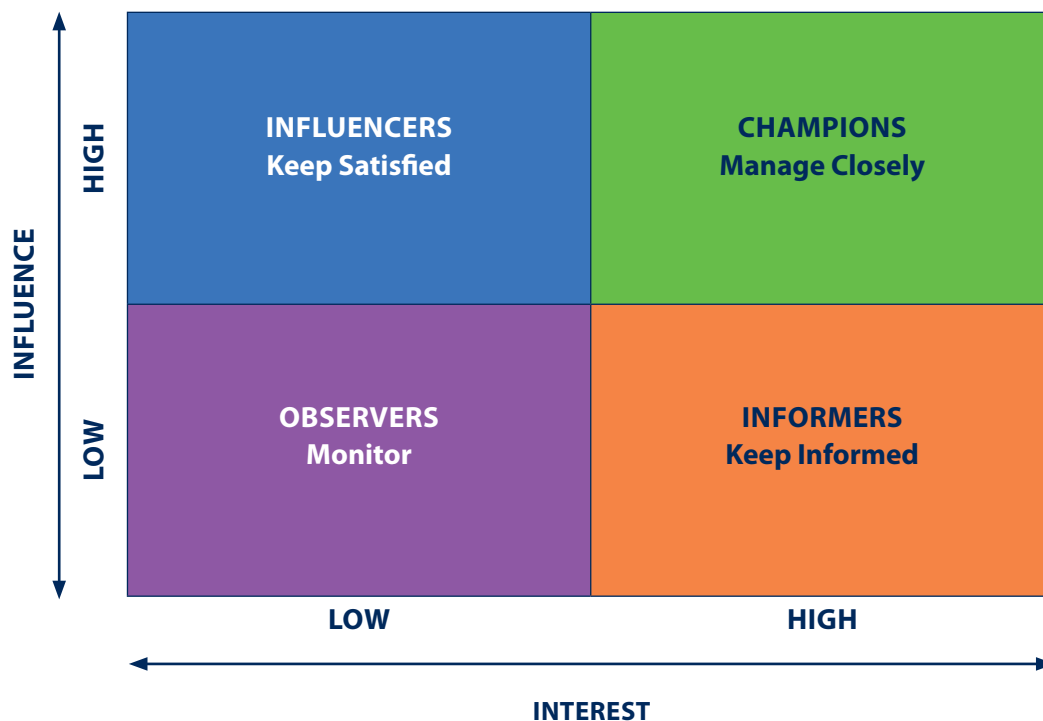 INFLUENCE
HIGH
LOW
INFLUENCERS
Keep Satisfied
CHAMPIONS
Manage Closely
OBSERVERS
Monitor
INFORMERS
Keep Informed
LOW
HIGH
INTEREST